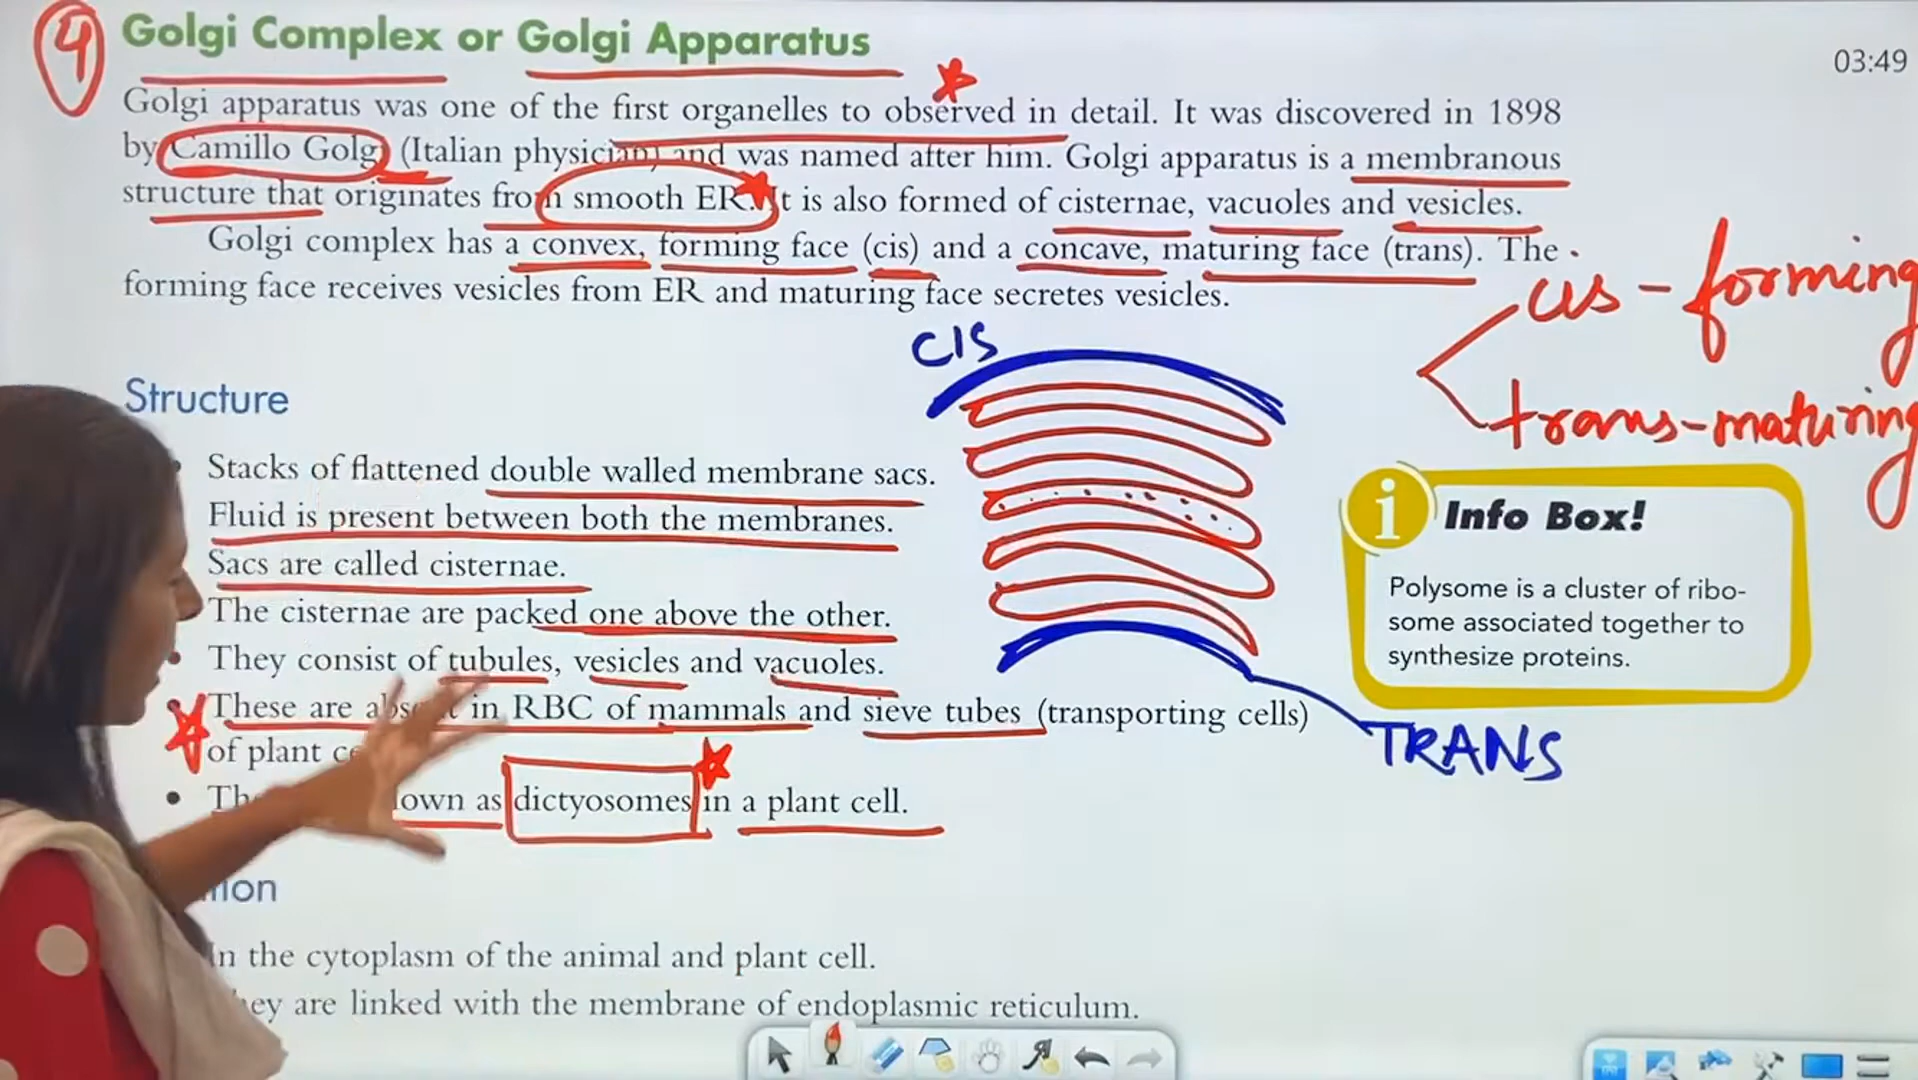 4 Golgi Complex or Golgi Apparatus
03:49
Golgi apparatus was one of the first organelles to observed in detail. It was discovered in 1898
by Camillo Golgi (Italian physician) and was named after him. Golgi apparatus is a membranous
structure that originates from smooth ER. It is also formed of cisternae, vacuoles and vesicles.
Golgi complex has a convex, forming face (cis) and a concave, maturing face (trans). The
forming face receives vesicles from ER and maturing face secretes vesicles.
cis - forming
trans - maturing
CIS
TRANS
Structure
Stacks of flattened double walled membrane sacs.
Fluid is present between both the membranes.
Sacs are called cisternae.
The cisternae are packed one above the other.
• They consist of tubules, vesicles and vacuoles.
These are absent in RBC of mammals and sieve tubes (transporting cells)
of plant
• dictyosomes in a plant cell.
In the cytoplasm of the animal and plant cell.
are linked with the membrane of endoplasmic reticulum.
i Info Box!
Polysome is a cluster of ribo-
some associated together to
synthesize proteins.